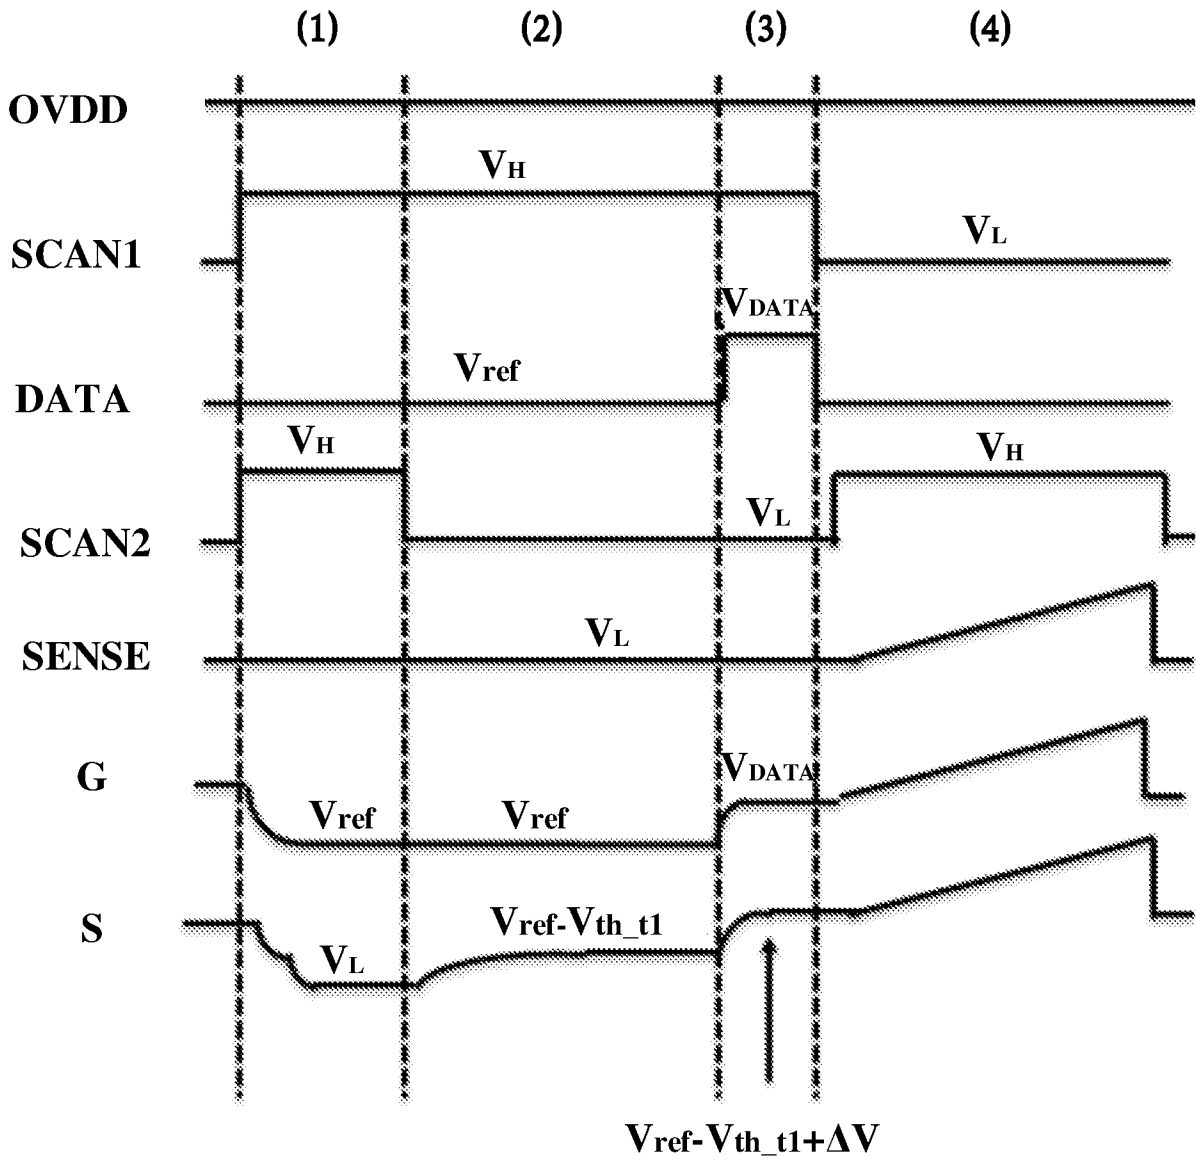 (1) (2) (3) (4)
OVDD
VH
SCAN1 VL
VDATA
DATA Vref
VH VH
SCAN2 VL
SENSE VL
G Vref Vref VDATA
S VL Vref-Vth_t1
Vref-Vth_t1+ΔV